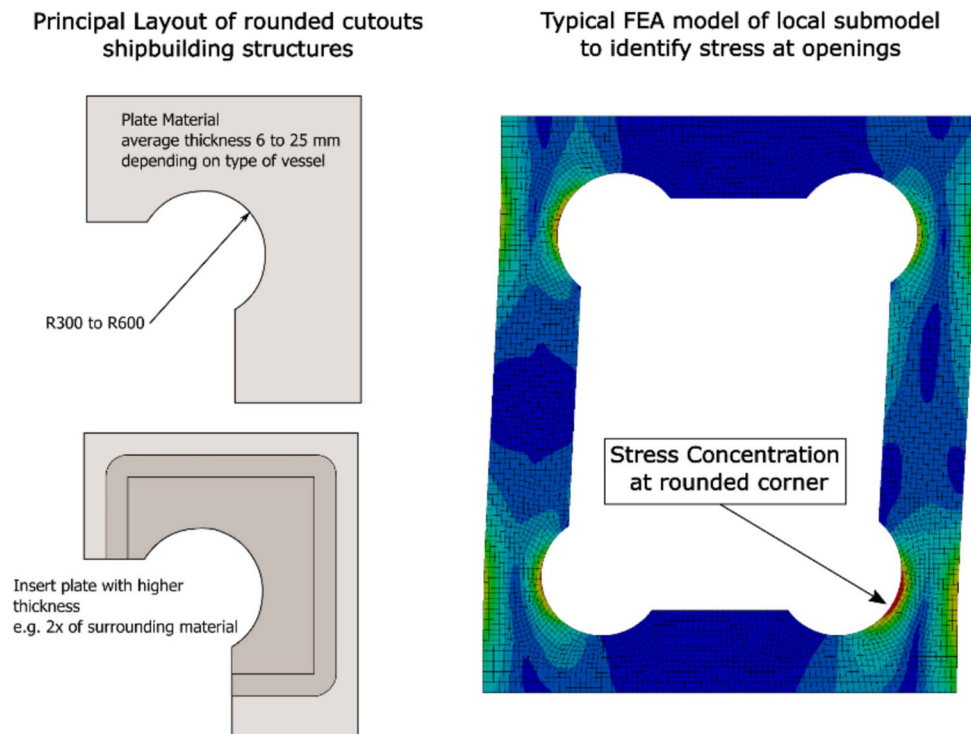 Principal Layout of rounded cutouts
shipbuilding structures
Plate Material
average thickness 6 to 25 mm
depending on type of vessel
R300 to R600
Insert plate with higher
thickness
e.g. 2x of surrounding material
Typical FEA model of local submodel
to identify stress at openings
Stress Concentration
at rounded corner